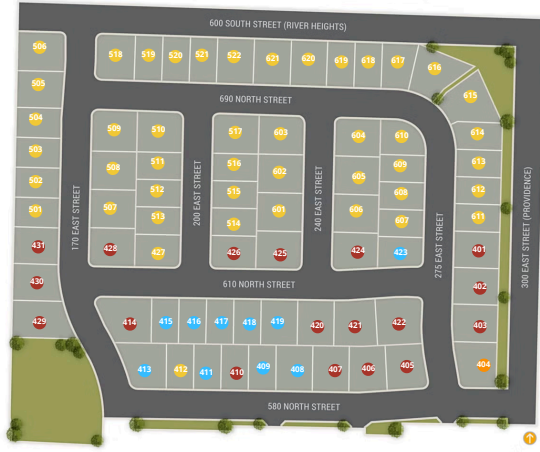 600 SOUTH STREET (RIVER HEIGHTS)
506
518 519 520 521 522 621 620 619 618 617
616
505
690 NORTH STREET
615
504
509 510 517 603 604 610 614
503
508 511 516 602 605 609 613
502
512 515 608 612
501
507 513 514 601 606 607 611
170 EAST STREET
200 EAST STREET
240 EAST STREET
275 EAST STREET
300 EAST STREET (PROVIDENCE)
431
428 427 426 425 424 423 401
430
610 NORTH STREET
402
429
414 415 416 417 418 419 420 421 422 403
413 412 411 410 409 408 407 406 405 404
580 NORTH STREET